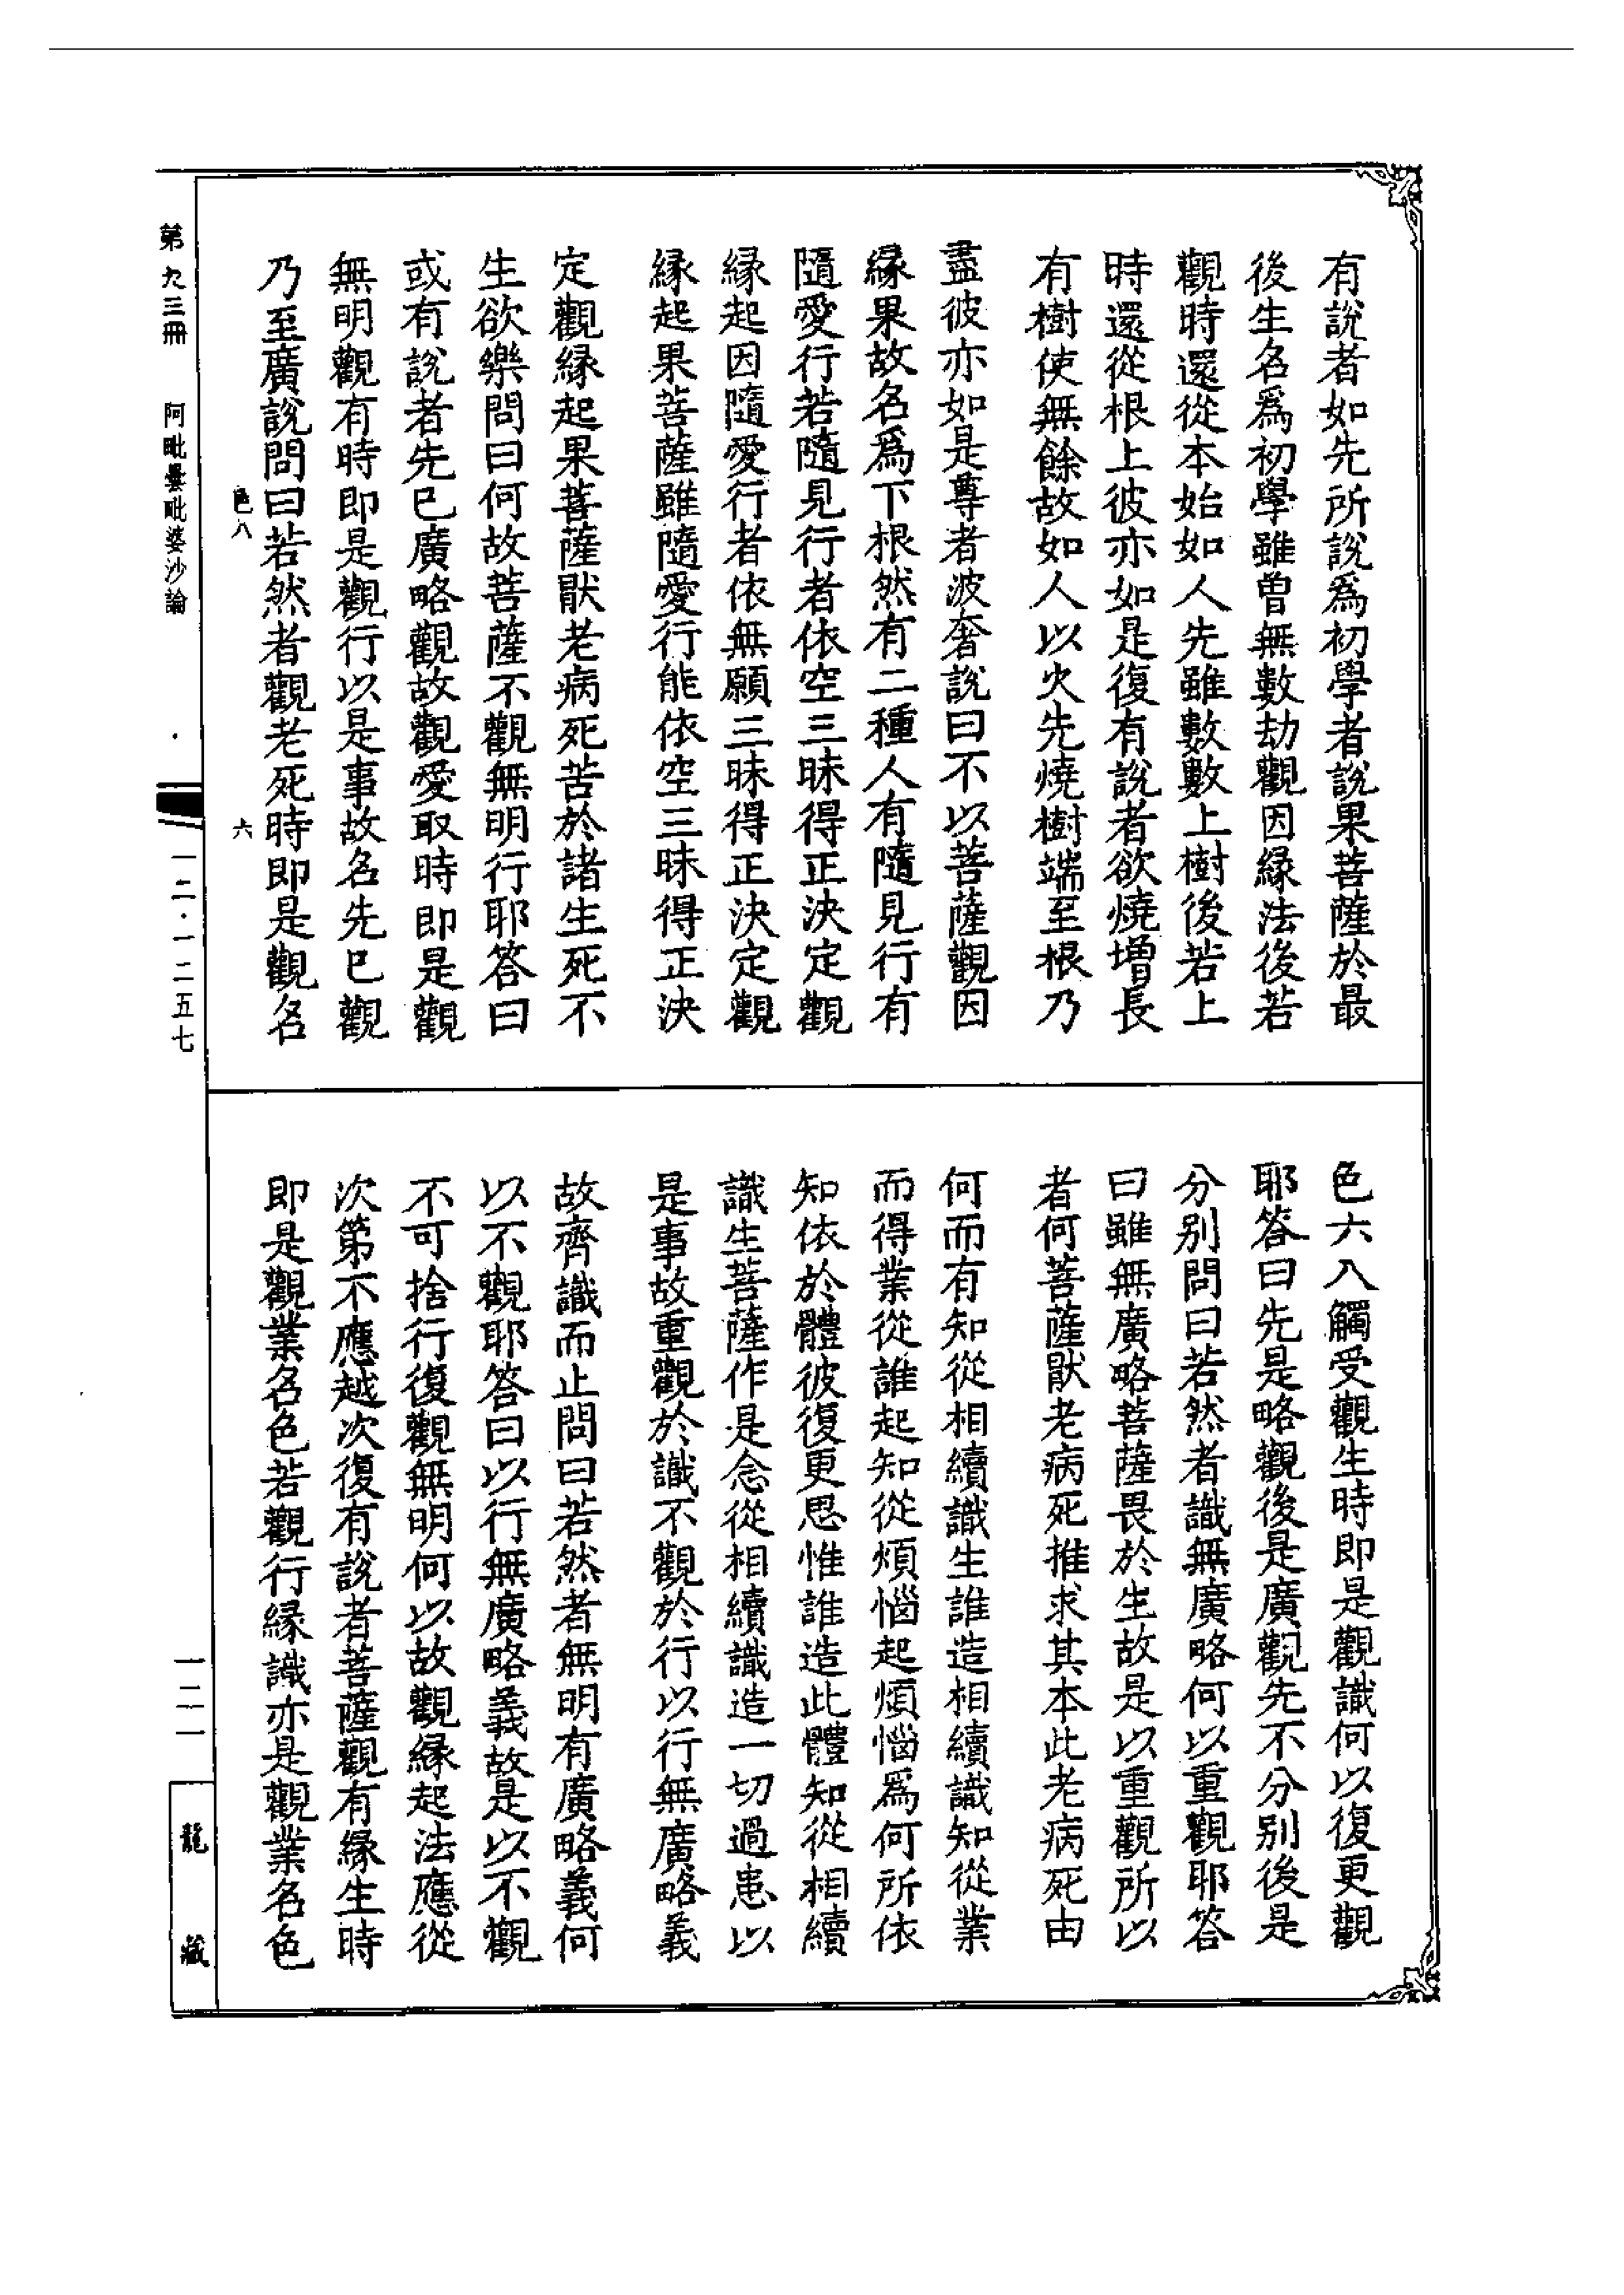 有說者如先所說爲初學者說果菩薩於最
後生名爲初學雖曽無數劫觀因緣法後若
觀時還從本始如人先雖數數上樹後若上
時還從根上彼亦如是復有說者欲燒增長
有樹使無餘故如人以火先燒樹端至根乃
盡彼亦如是尊者波奢說曰不以菩薩觀因
緣果故名爲下根然有二種人有隨見行有
隨愛行若隨見行者依空三昧得正決定觀
緣起因隨愛行者依無願三昧得正決定觀
緣起果菩薩雖隨愛行能依空三昧得正決
定觀緣起果菩薩猒老病死苦於諸生死不
生欲樂問曰何故菩薩不觀無明行耶答曰
或有說者先已廣略觀故觀愛取時即是觀
無明觀有時即是觀行以是事故名先已觀
乃至廣說問曰若然者觀老死時即是觀名
色八 六
色六入觸受觀生時即是觀識何以復更觀
耶答曰先是略觀後是廣觀先不分別後是
分別問曰若然者識無廣略何以重觀耶答
曰雖無廣略菩薩畏於生故是以重觀所以
者何菩薩猒老病死推求其本此老病死由
何而有知從相續識生誰造相續識知從業
而得業從誰起知從煩惱起煩惱爲何所依
知依於體彼復更思惟誰造此體知從相續
識生菩薩作是念從相續識造一切過患以
是事故重觀於識不觀於行以行無廣略義
故齊識而止問曰若然者無明有廣略義何
以不觀耶答曰以行無廣略義故是以不觀
不可捨行復觀無明何以故觀緣起法應從
次第不應越次復有說者菩薩觀有緣生時
即是觀業名色若觀行緣識亦是觀業名色
第九三冊 阿毗曇毗婆沙論
一二·一二五七
一二一
龍藏